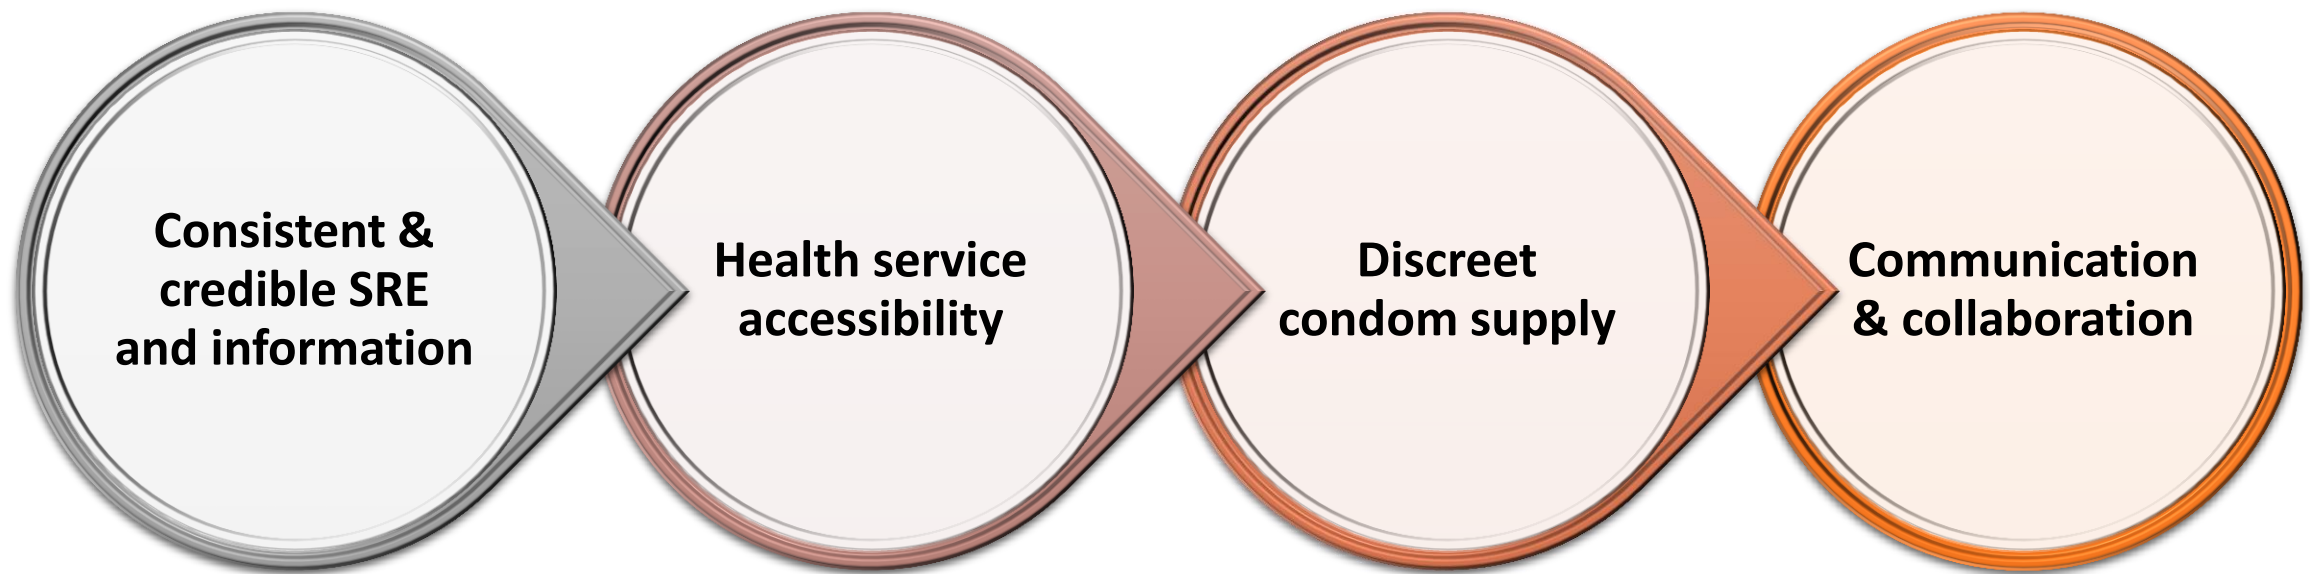 Consistent &
credible SRE
and information
Health service
accessibility
Discreet
condom supply
Communication
& collaboration